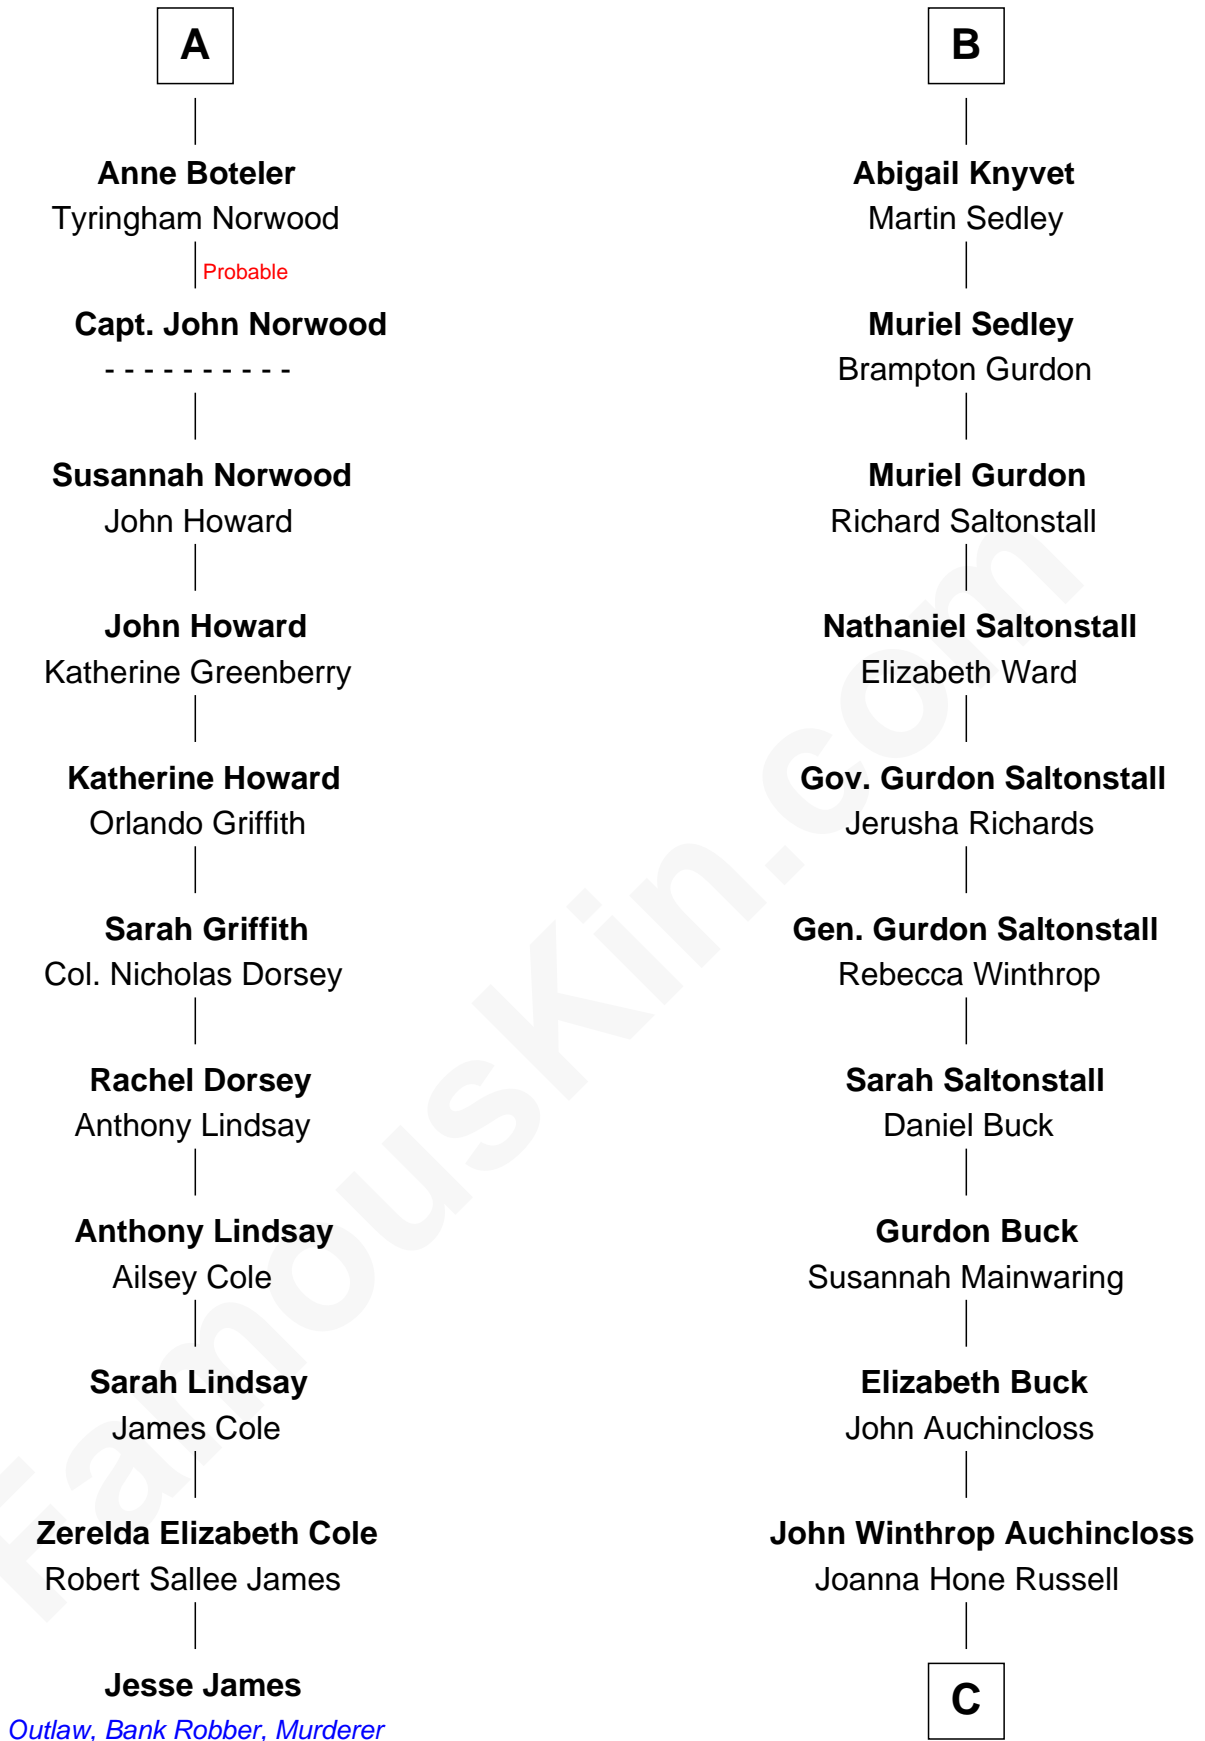 A
Anne Boteler
Tyringham Norwood
Probable
Capt. John Norwood
- - - - - - - - - -
Susannah Norwood
John Howard
John Howard
Katherine Greenberry
Katherine Howard
Orlando Griffith
Sarah Griffith
Col. Nicholas Dorsey
Rachel Dorsey
Anthony Lindsay
Anthony Lindsay
Ailsey Cole
Sarah Lindsay
James Cole
Zerelda Elizabeth Cole
Robert Sallee James
Jesse James
Outlaw, Bank Robber, Murderer
B
Abigail Knyvet
Martin Sedley
Muriel Sedley
Brampton Gurdon
Muriel Gurdon
Richard Saltonstall
Nathaniel Saltonstall
Elizabeth Ward
Gov. Gurdon Saltonstall
Jerusha Richards
Gen. Gurdon Saltonstall
Rebecca Winthrop
Sarah Saltonstall
Daniel Buck
Gurdon Buck
Susannah Mainwaring
Elizabeth Buck
John Auchincloss
John Winthrop Auchincloss
Joanna Hone Russell
C
FamousKin.com